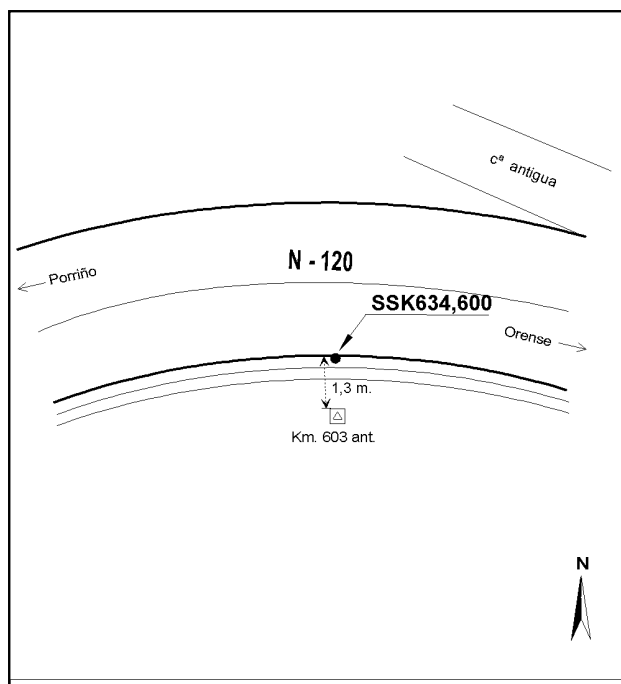 cª antigua
N - 120
Porriño
SSK634,600
Orense
1,3 m.
Km. 603 ant.
N